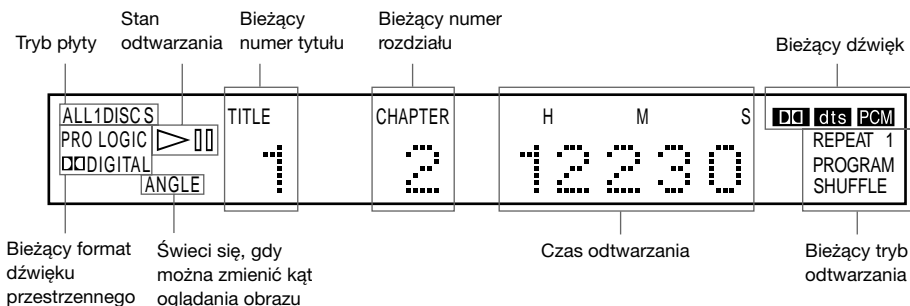 Tryb płyty
Stan
odtwarzania
Bieżący
numer tytułu
Bieżący numer
rozdziału
Bieżący dźwięk
ALL1DISCS
PRO LOGIC
DIGITAL
ANGLE
TITLE
1
CHAPTER
2
H M S
12230
dts PCM
REPEAT 1
PROGRAM
SHUFFLE
Bieżący format
dźwięku
przestrzennego
Świeci się, gdy
można zmienić kąt
oglądania obrazu
Czas odtwarzania
Bieżący tryb
odtwarzania